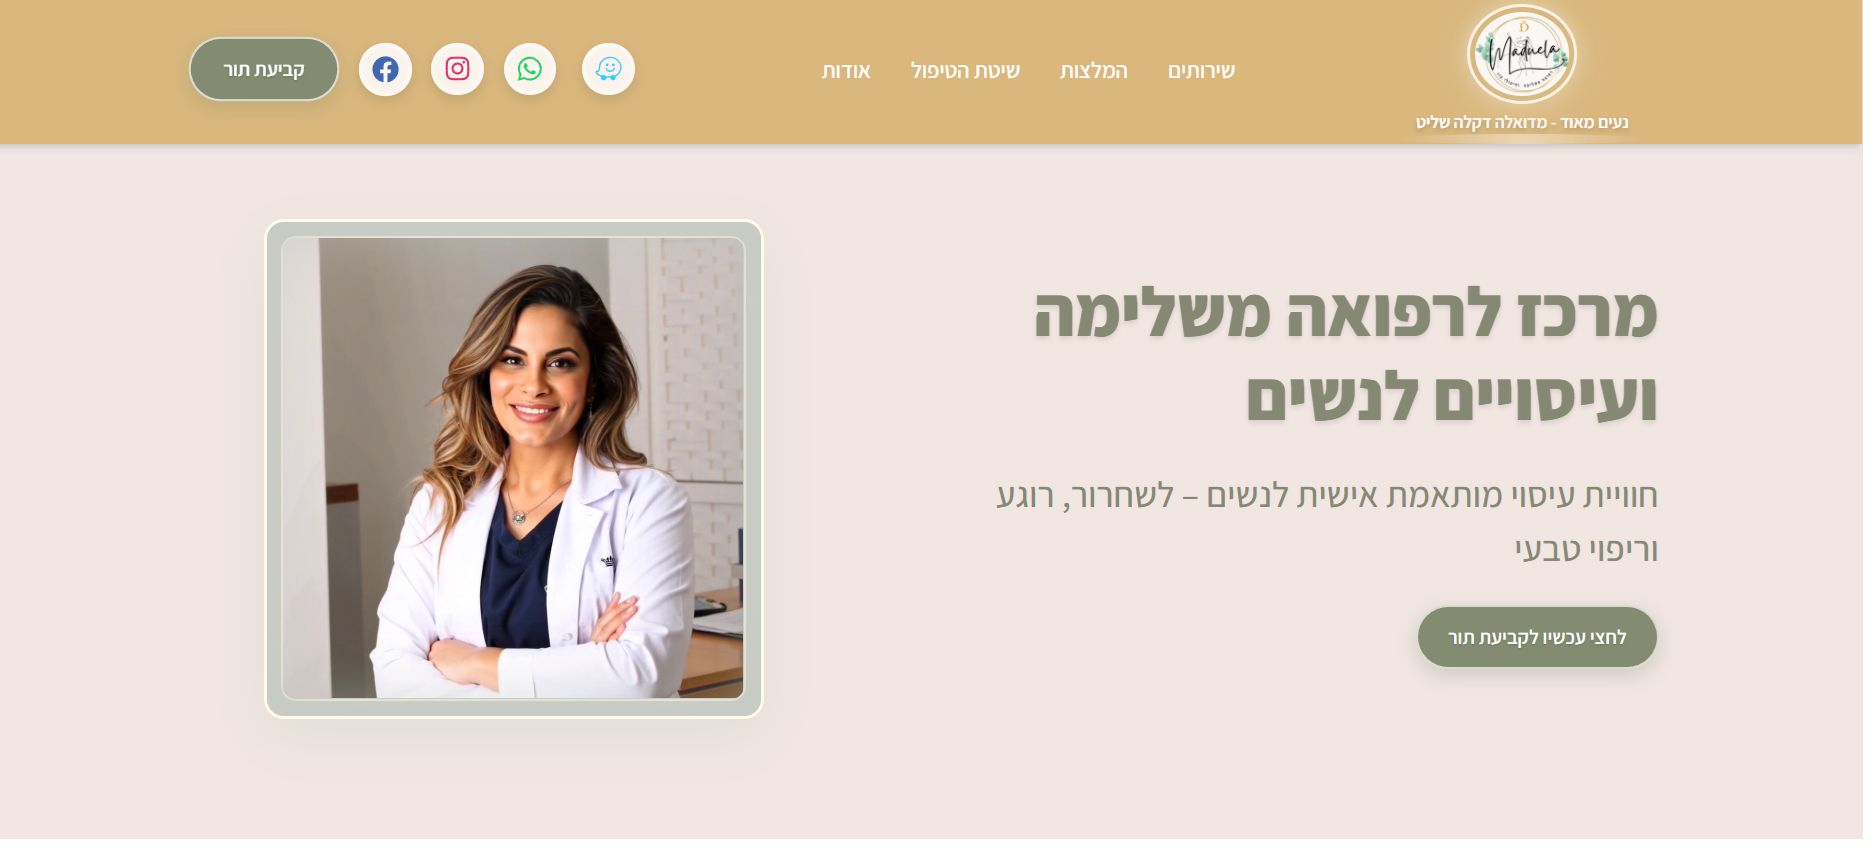 Maduela
נעים מאוד - מדואלה דקלה שליט
שירותים
המלצות
שיטת הטיפול
אודות
קביעת תור
מרכז לרפואה משלימה
ועיסויים לנשים
חוויית עיסוי מותאמת אישית לנשים – לשחרור, רוגע
וריפוי טבעי
לחצי עכשיו לקביעת תור